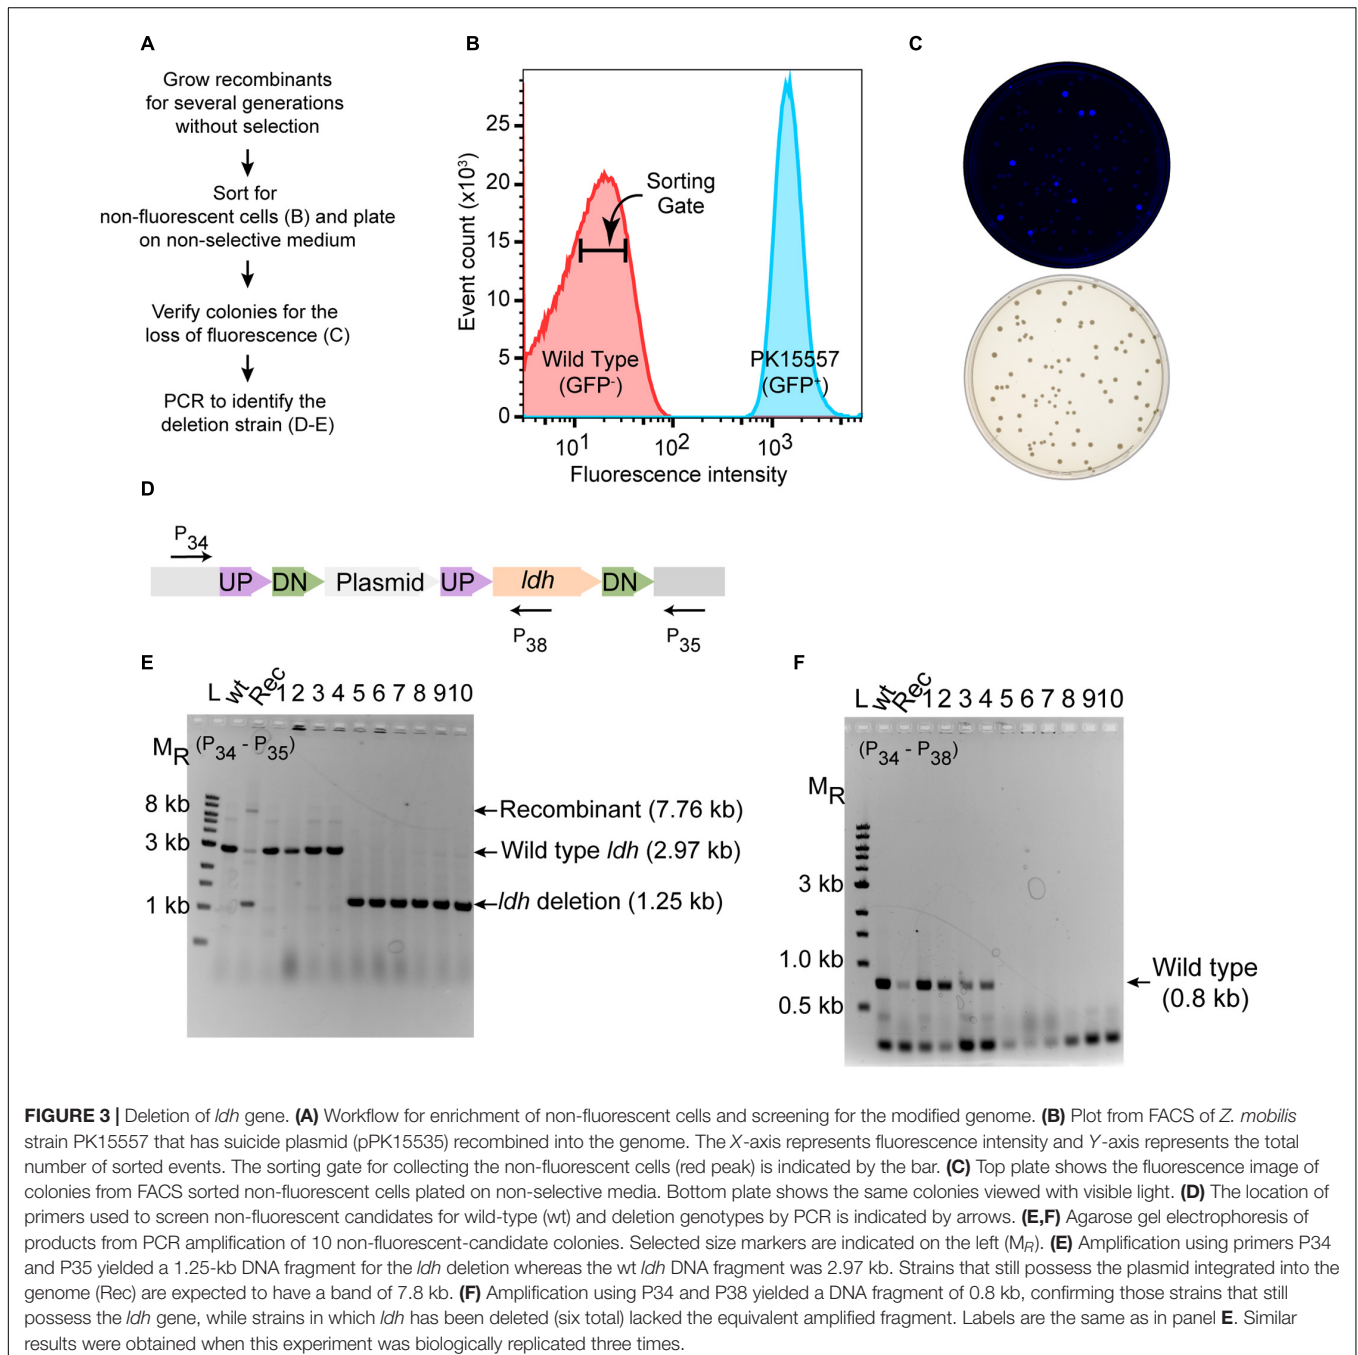 A
Grow recombinants
for several generations
without selection
Sort for
non-fluorescent cells (B) and plate
on non-selective medium
Verify colonies for the
loss of fluorescence (C)
PCR to identify the
deletion strain (D-E)
B
Event count (x10³)
25
20
15
10
5
0
Sorting
Gate
Wild Type
(GFP⁻)
PK15557
(GFP⁺)
10¹ 10² 10³
Fluorescence intensity
C
D
P34
UP DN Plasmid UP ldh DN
P38 P35
E
L wt Rec 1 2 3 4 5 6 7 8 9 10
MR (P34 - P35)
8 kb
3 kb
1 kb
Recombinant (7.76 kb)
Wild type ldh (2.97 kb)
ldh deletion (1.25 kb)
F
L wt Rec 1 2 3 4 5 6 7 8 9 10
(P34 - P38)
MR
3 kb
1.0 kb
0.5 kb
Wild type
(0.8 kb)
FIGURE 3 | Deletion of ldh gene. (A) Workflow for enrichment of non-fluorescent cells and screening for the modified genome. (B) Plot from FACS of Z. mobilis
strain PK15557 that has suicide plasmid (pPK15535) recombined into the genome. The X-axis represents fluorescence intensity and Y-axis represents the total
number of sorted events. The sorting gate for collecting the non-fluorescent cells (red peak) is indicated by the bar. (C) Top plate shows the fluorescence image of
colonies from FACS sorted non-fluorescent cells plated on non-selective media. Bottom plate shows the same colonies viewed with visible light. (D) The location of
primers used to screen non-fluorescent candidates for wild-type (wt) and deletion genotypes by PCR is indicated by arrows. (E,F) Agarose gel electrophoresis of
products from PCR amplification of 10 non-fluorescent-candidate colonies. Selected size markers are indicated on the left (MR). (E) Amplification using primers P34
and P35 yielded a 1.25-kb DNA fragment for the ldh deletion whereas the wt ldh DNA fragment was 2.97 kb. Strains that still possess the plasmid integrated into the
genome (Rec) are expected to have a band of 7.8 kb. (F) Amplification using P34 and P38 yielded a DNA fragment of 0.8 kb, confirming those strains that still
possess the ldh gene, while strains in which ldh has been deleted (six total) lacked the equivalent amplified fragment. Labels are the same as in panel E. Similar
results were obtained when this experiment was biologically replicated three times.